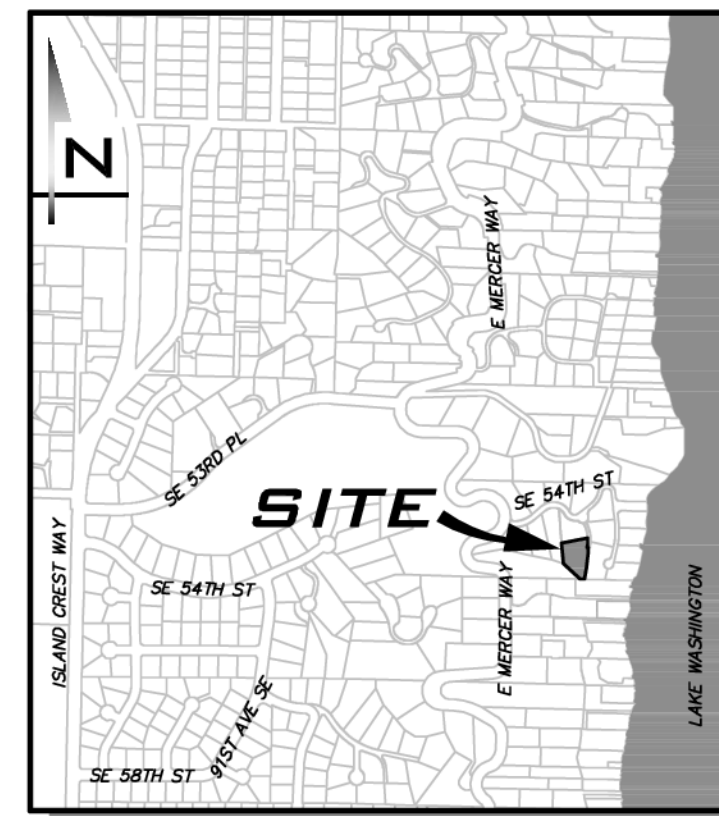 N
E MERCER WAY
SE 53RD PL
SITE
SE 54TH ST
ISLAND CREST WAY
SE 54TH ST
E MERCER WAY
LAKE WASHINGTON
91ST AVE SE
SE 58TH ST